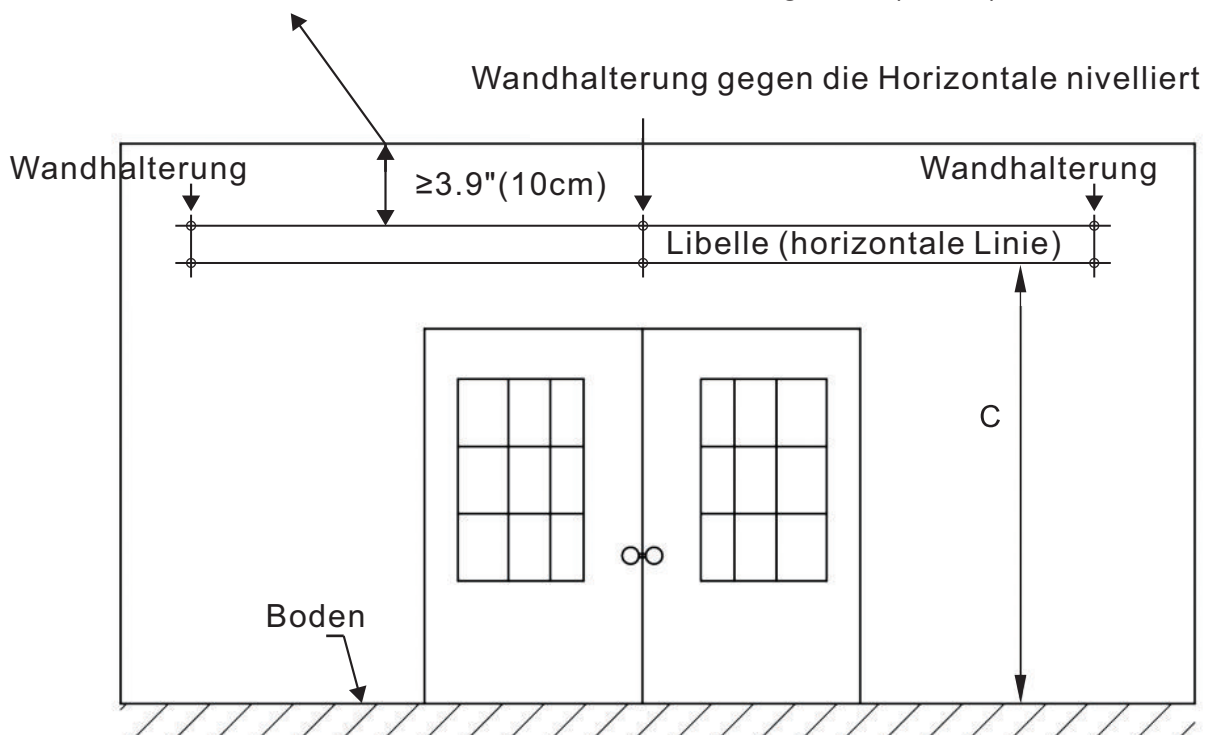 Wandhalterung gegen die Horizontale nivelliert
Wandhalterung
≥3.9"(10cm)
Wandhalterung
Libelle (horizontale Linie)
C
Boden